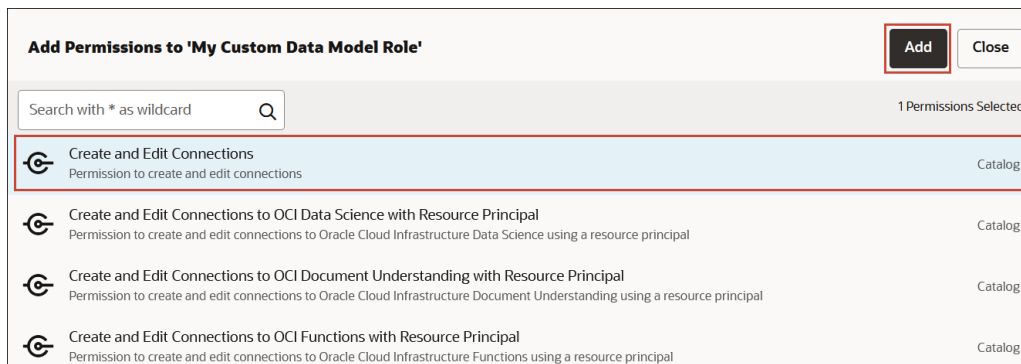 Add Permissions to 'My Custom Data Model Role'
Add
Close
Search with * as wildcard
1 Permissions Selected
Create and Edit Connections
Permission to create and edit connections
Catalog
Create and Edit Connections to OCI Data Science with Resource Principal
Permission to create and edit connections to Oracle Cloud Infrastructure Data Science using a resource principal
Catalog
Create and Edit Connections to OCI Document Understanding with Resource Principal
Permission to create and edit connections to Oracle Cloud Infrastructure Document Understanding using a resource principal
Catalog
Create and Edit Connections to OCI Functions with Resource Principal
Permission to create and edit connections to Oracle Cloud Infrastructure Functions using a resource principal
Catalog